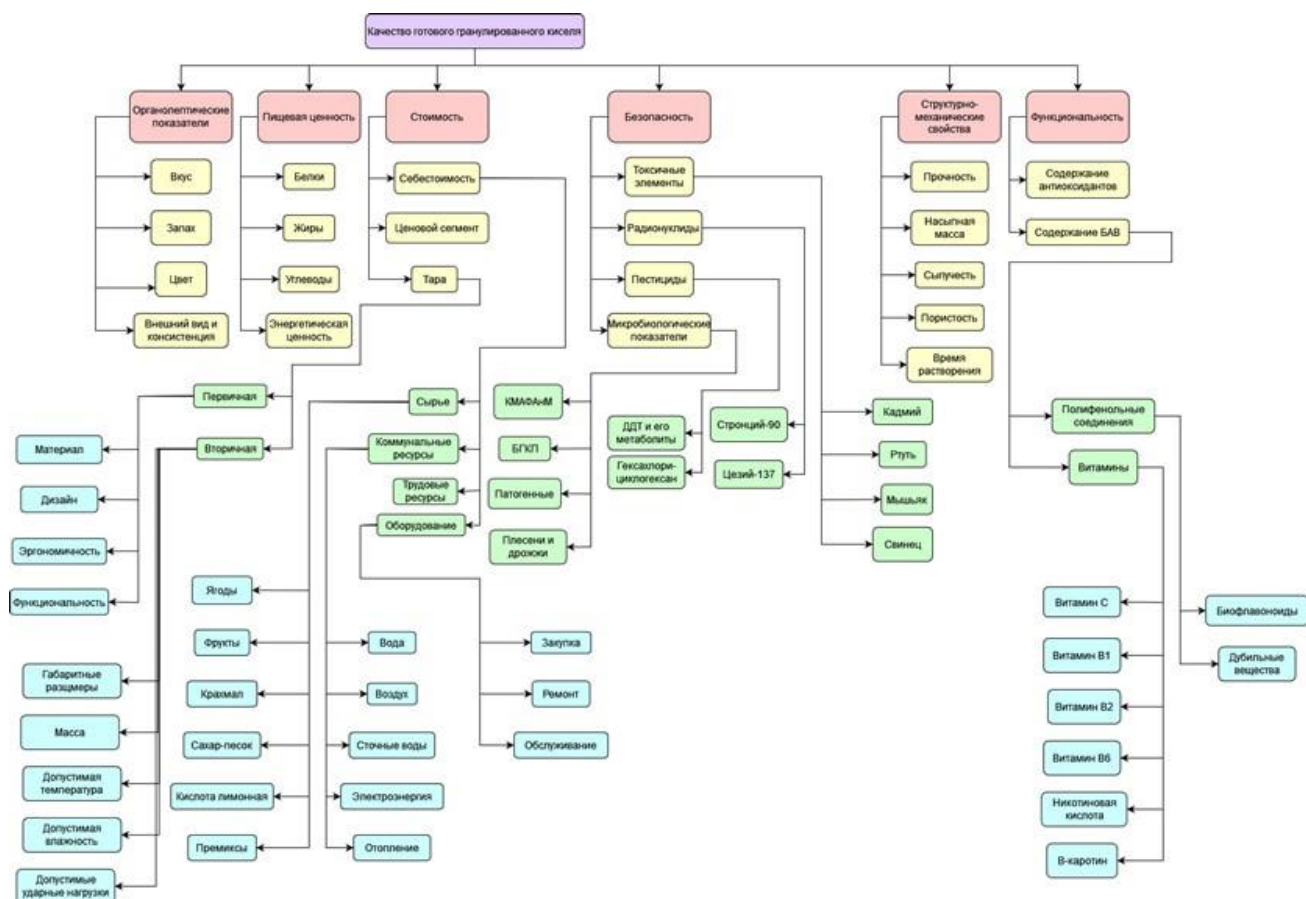 Качество готового гранулированного киселя
Органолептические
показатели
Пищевая ценность
Стоимость
Безопасность
Структурно-
механические
свойства
Функциональность
Вкус
Запах
Цвет
Внешний вид и
консистенция
Белки
Жиры
Углеводы
Энергетическая
ценность
Себестоимость
Ценовой сегмент
Тара
Токсичные
элементы
Радионуклиды
Пестициды
Микробиологические
показатели
Прочность
Насыпная
масса
Сыпучесть
Пористость
Время
растворения
Содержание
антиоксидантов
Содержание БАВ
Первичная
Вторичная
Сырье
Коммунальные
ресурсы
Трудовые
ресурсы
Оборудование
КМАФАнМ
БГКП
Патогенные
Плесени и
дрожжи
ДДТ и его
метаболиты
Гексахлори-
циклогексан
Стронций-90
Цезий-137
Кадмий
Ртуть
Мышьяк
Свинец
Полифенольные
соединения
Витамины
Материал
Дизайн
Эргономичность
Функциональность
Габаритные
разщмеры
Масса
Допустимая
температура
Допустимая
влажность
Допустимые
ударные нагрузки
Ягоды
Фрукты
Крахмал
Сахар-песок
Кислота лимонная
Премиксы
Вода
Воздух
Сточные воды
Электроэнергия
Отопление
Закупка
Ремонт
Обслуживание
Витамин С
Витамин В1
Витамин В2
Витамин В6
Никотиновая
кислота
В-каротин
Биофлавоноиды
Дубильные
вещества